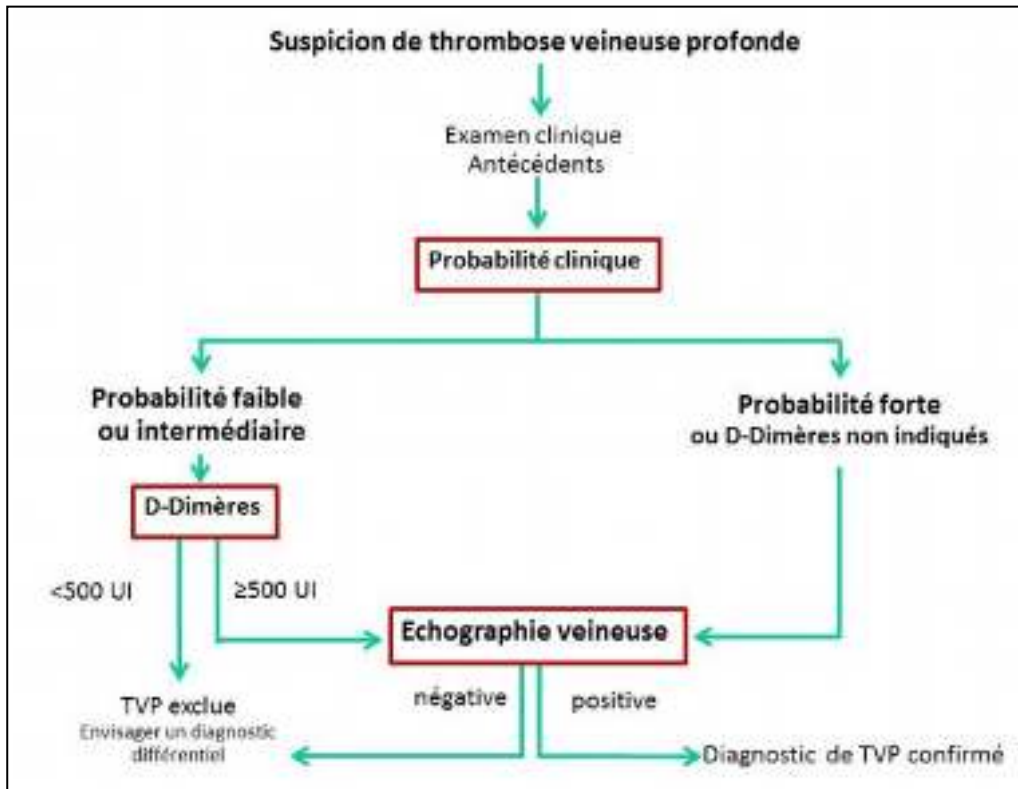 Suspicion de thrombose veineuse profonde
Examen clinique
Antécédents
Probabilité clinique
Probabilité faible
ou intermédiaire
Probabilité forte
ou D-Dimères non indiqués
D-Dimères
<500 UI
≥500 UI
Echographie veineuse
négative
positive
TVP exclue
Envisager un diagnostic
différentiel
Diagnostic de TVP confirmé